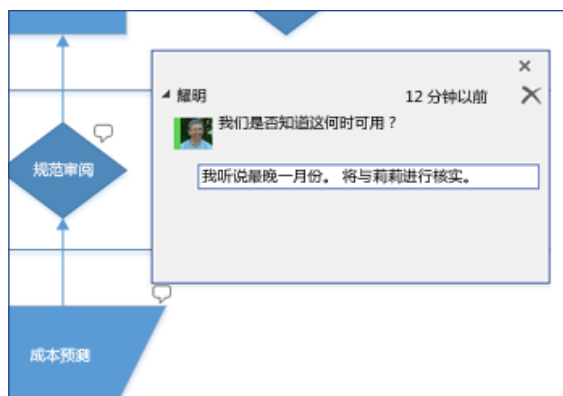 耀明
12 分钟以前
我们是否知道这何时可用？
我听说最晚一月份。 将与莉莉进行核实。
规范审阅
成本预测